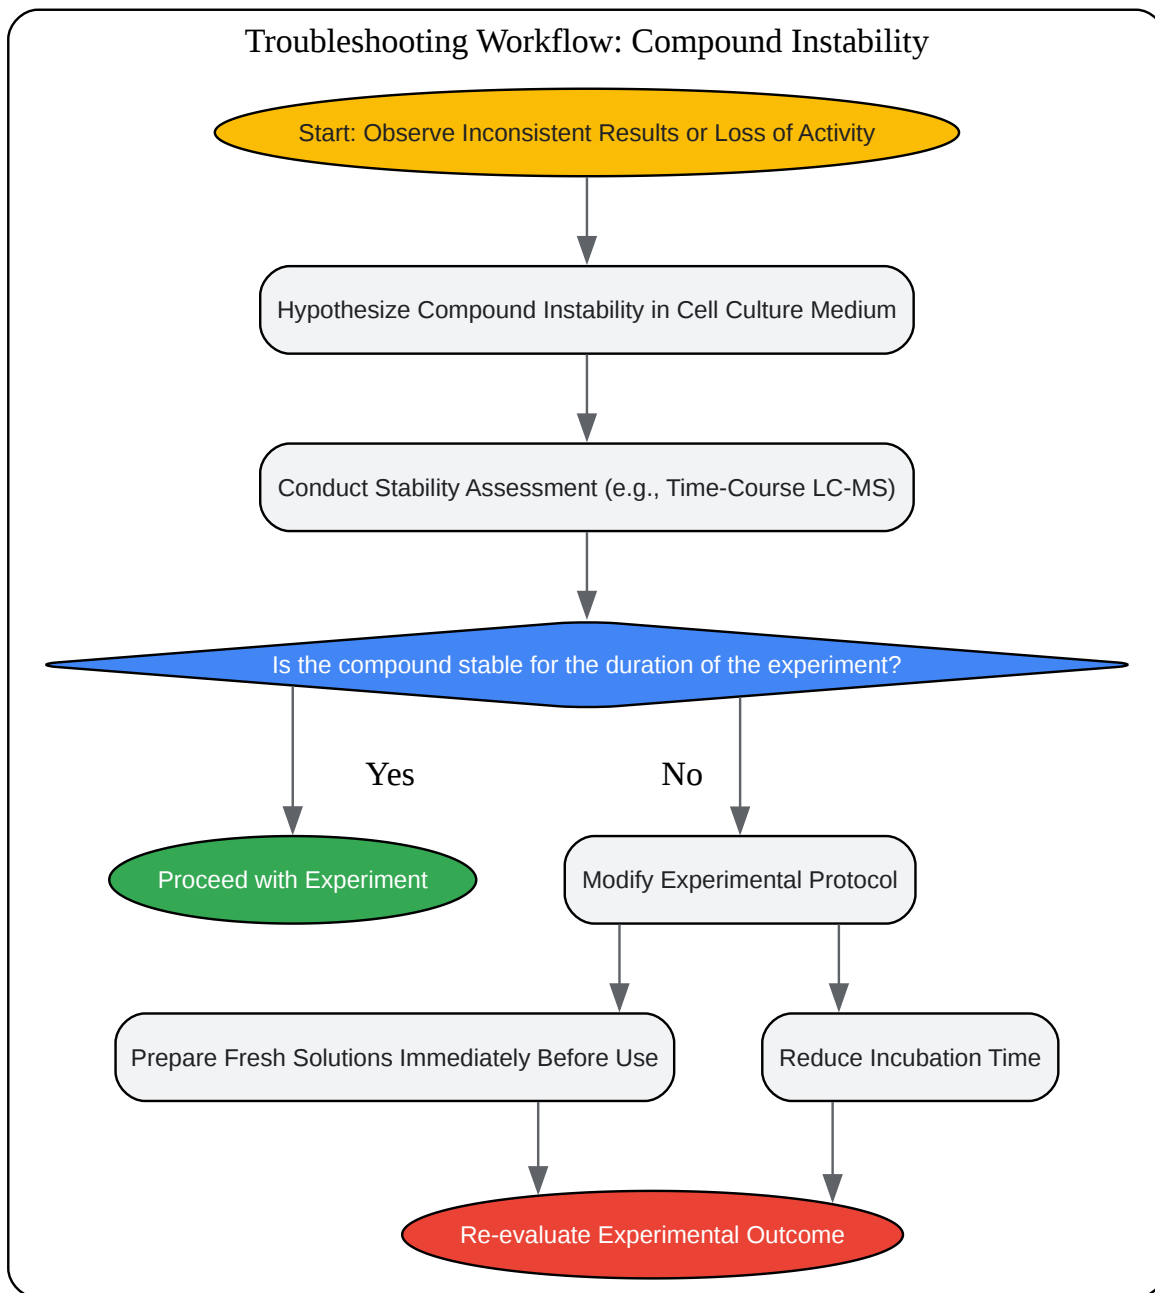 Troubleshooting Workflow: Compound Instability
Start: Observe Inconsistent Results or Loss of Activity
Hypothesize Compound Instability in Cell Culture Medium
Conduct Stability Assessment (e.g., Time-Course LC-MS)
Is the compound stable for the duration of the experiment?
Yes
No
Proceed with Experiment
Modify Experimental Protocol
Prepare Fresh Solutions Immediately Before Use
Reduce Incubation Time
Re-evaluate Experimental Outcome